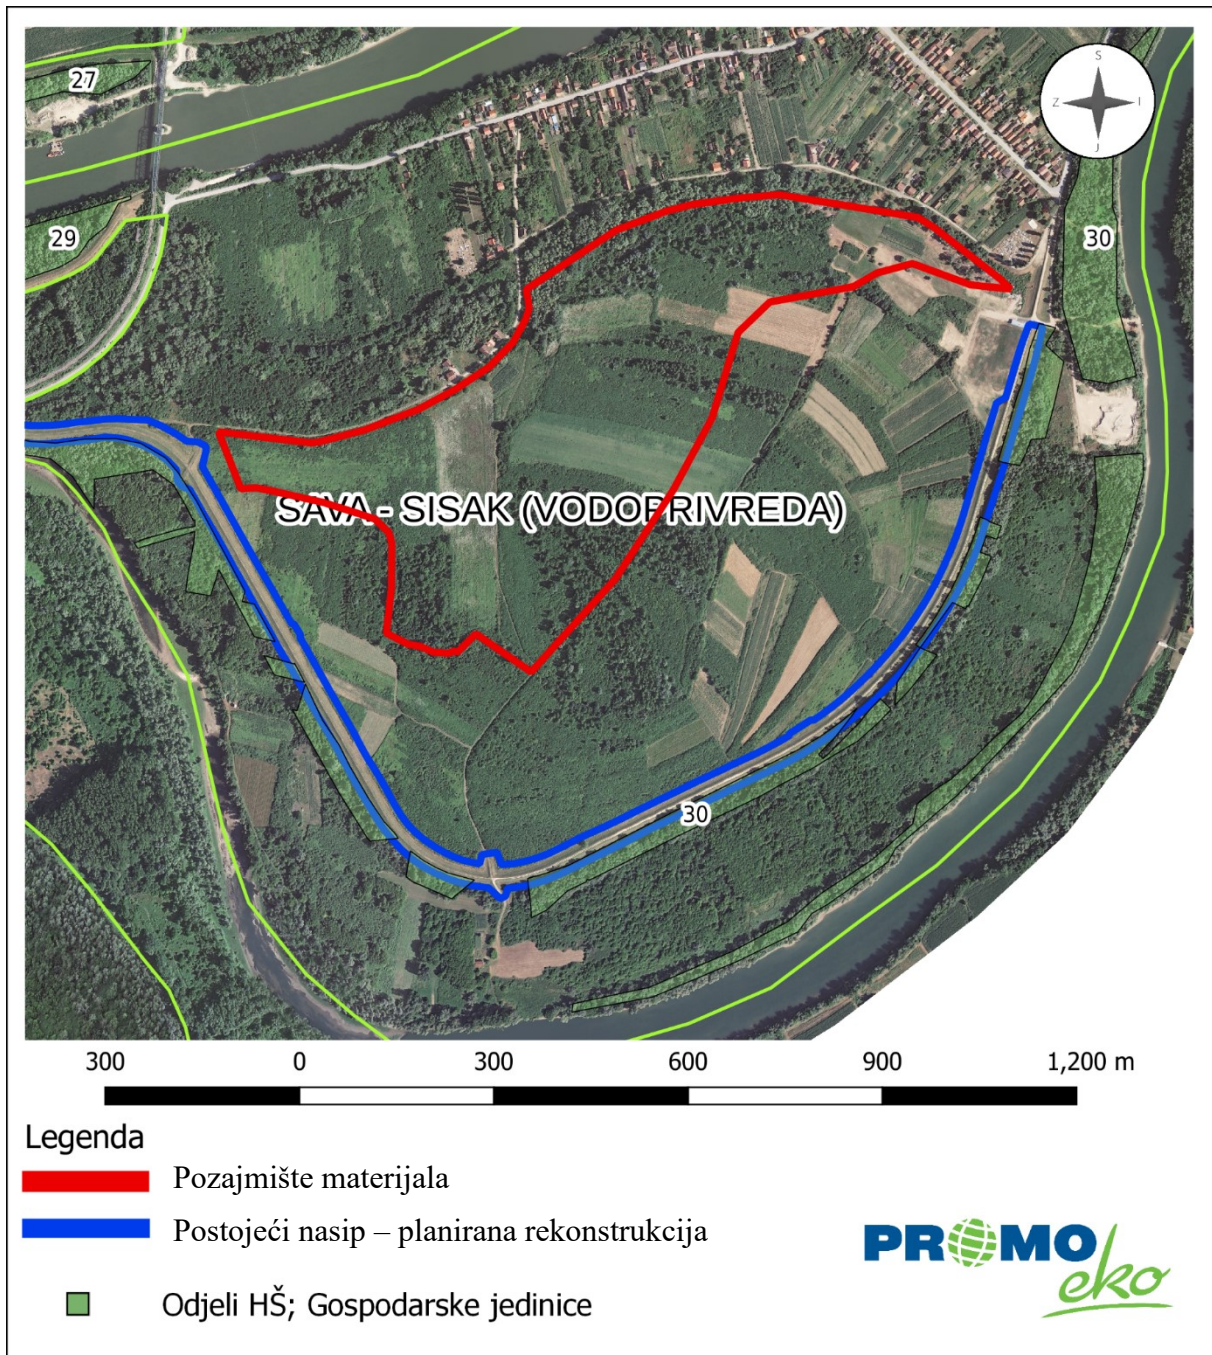 27
S
Z I
J
29
30
SAVA - SISAK (VODOPRIVREDA)
30
300 0 300 600 900 1,200 m
Legenda
Pozajmište materijala
Postojeći nasip – planirana rekonstrukcija
Odjeli HŠ; Gospodarske jedinice
PROMO
eko